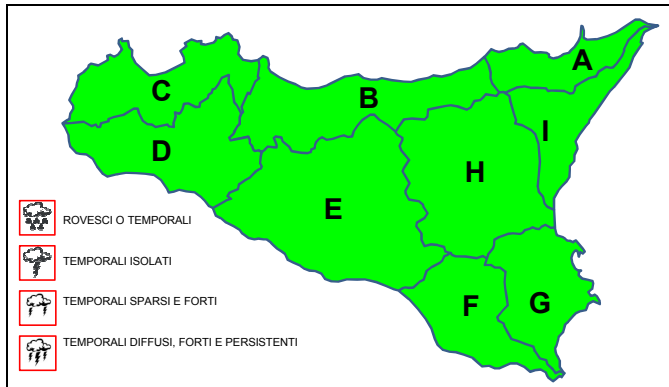 A
C
B
I
D
H
E
F
G
ROVESCI O TEMPORALI
TEMPORALI ISOLATI
TEMPORALI SPARSI E FORTI
TEMPORALI DIFFUSI, FORTI E PERSISTENTI